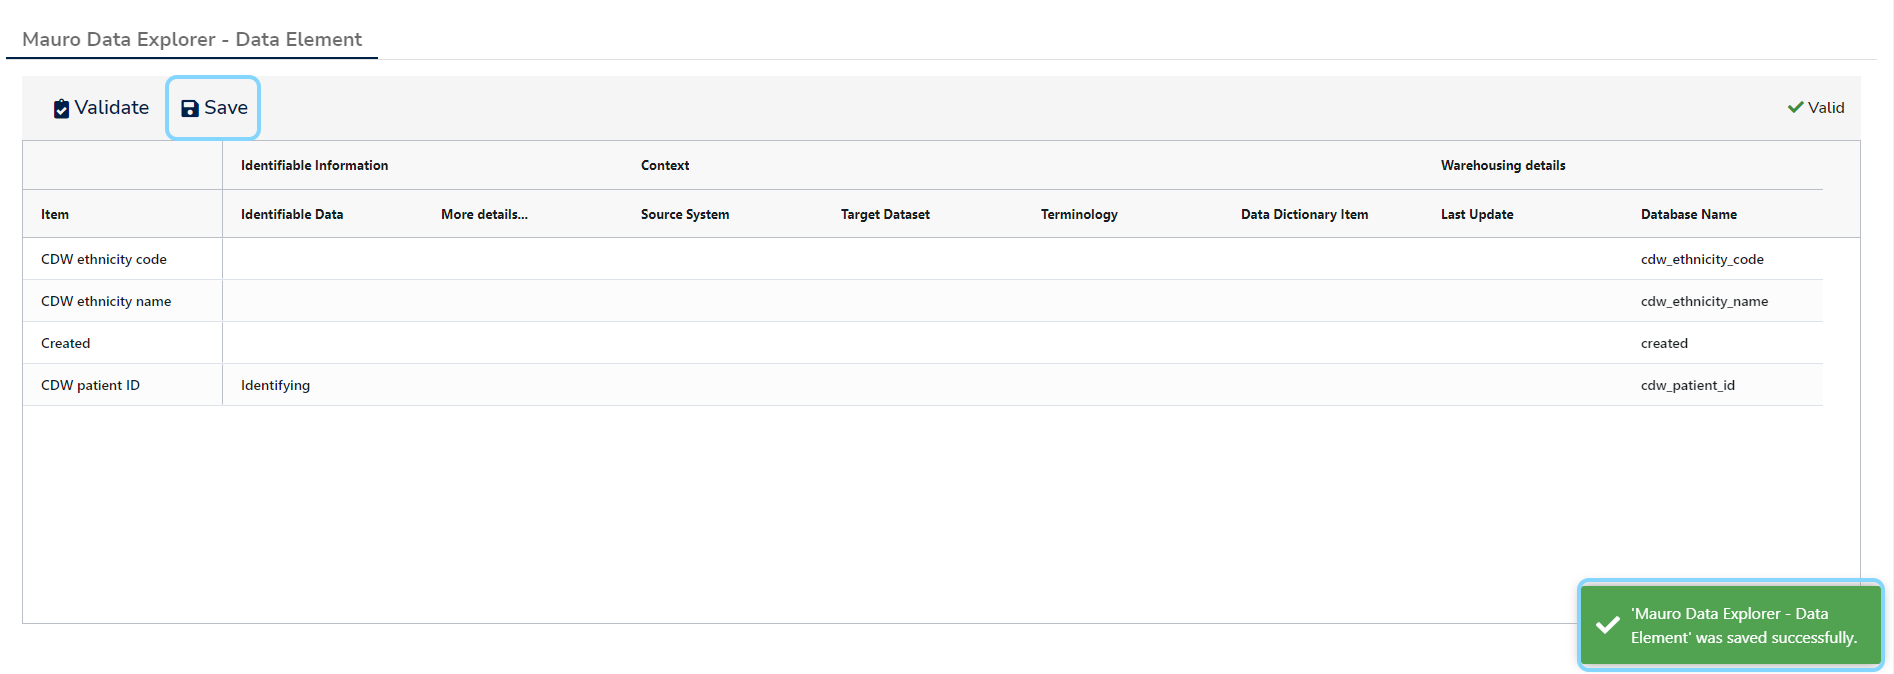 Mauro Data Explorer - Data Element
Validate Save Valid
Identifiable Information Context Warehousing details
Item Identifiable Data More details... Source System Target Dataset Terminology Data Dictionary Item Last Update Database Name
CDW ethnicity code cdw_ethnicity_code
CDW ethnicity name cdw_ethnicity_name
Created created
CDW patient ID Identifying cdw_patient_id
'Mauro Data Explorer - Data
Element' was saved successfully.